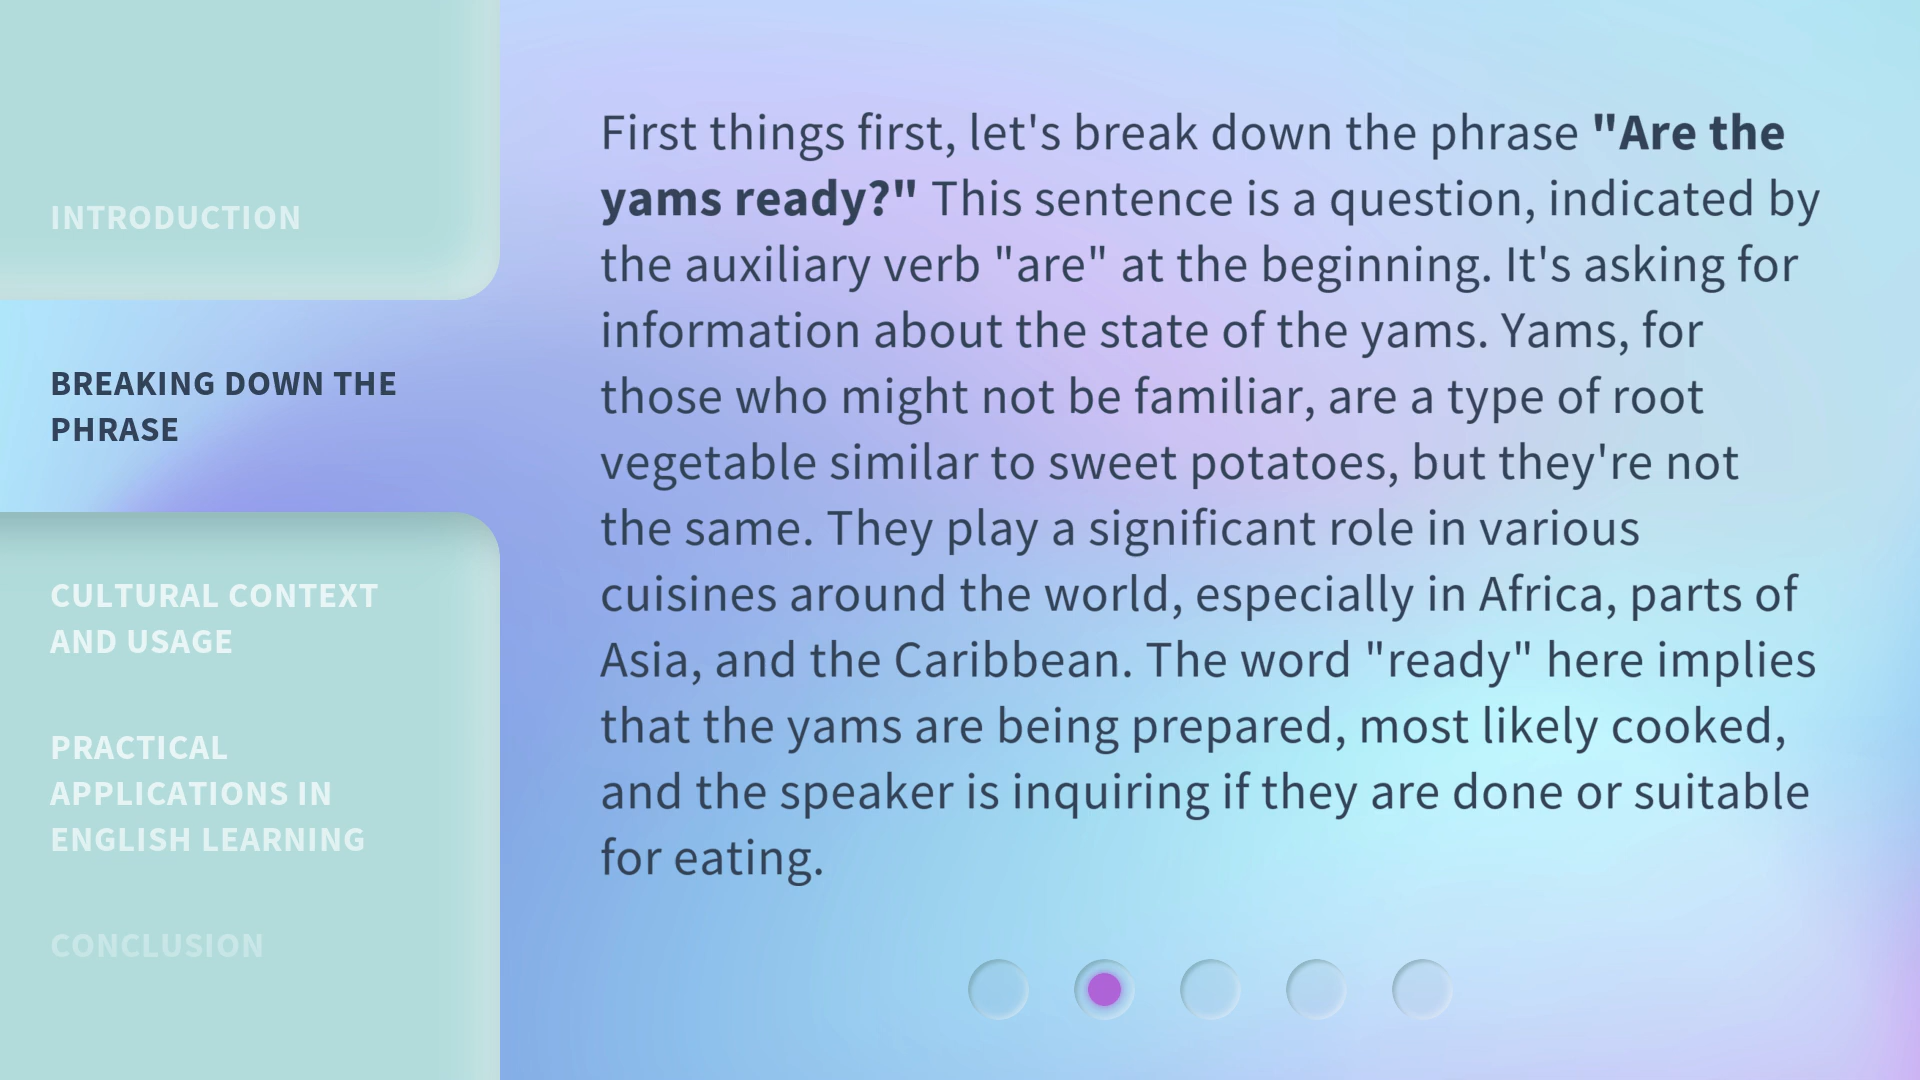 INTRODUCTION
BREAKING DOWN THE
PHRASE
CULTURAL CONTEXT
AND USAGE
PRACTICAL
APPLICATIONS IN
ENGLISH LEARNING
CONCLUSION
First things first, let's break down the phrase "Are the
yams ready?" This sentence is a question, indicated by
the auxiliary verb "are" at the beginning. It's asking for
information about the state of the yams. Yams, for
those who might not be familiar, are a type of root
vegetable similar to sweet potatoes, but they're not
the same. They play a significant role in various
cuisines around the world, especially in Africa, parts of
Asia, and the Caribbean. The word "ready" here implies
that the yams are being prepared, most likely cooked,
and the speaker is inquiring if they are done or suitable
for eating.